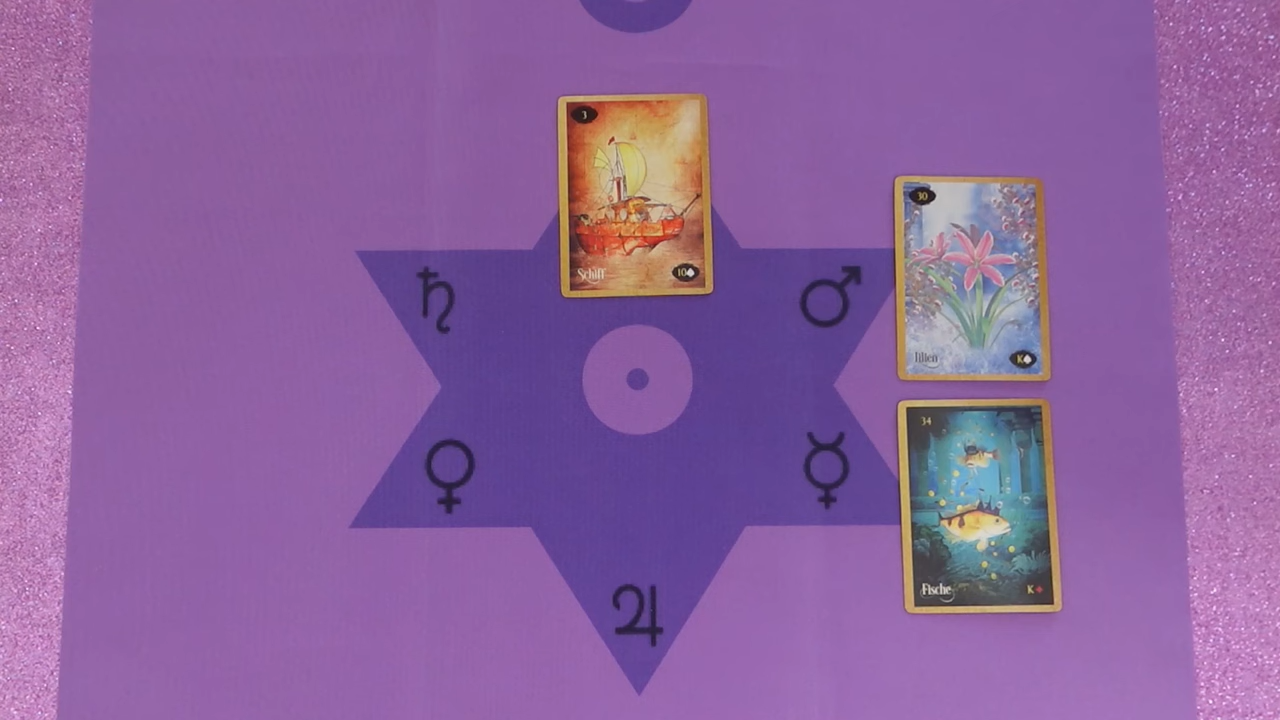 3
Schiff
10♠
30
Lilien
K♠
34
Fische
K♦
♄
♂
♀
☿
♃